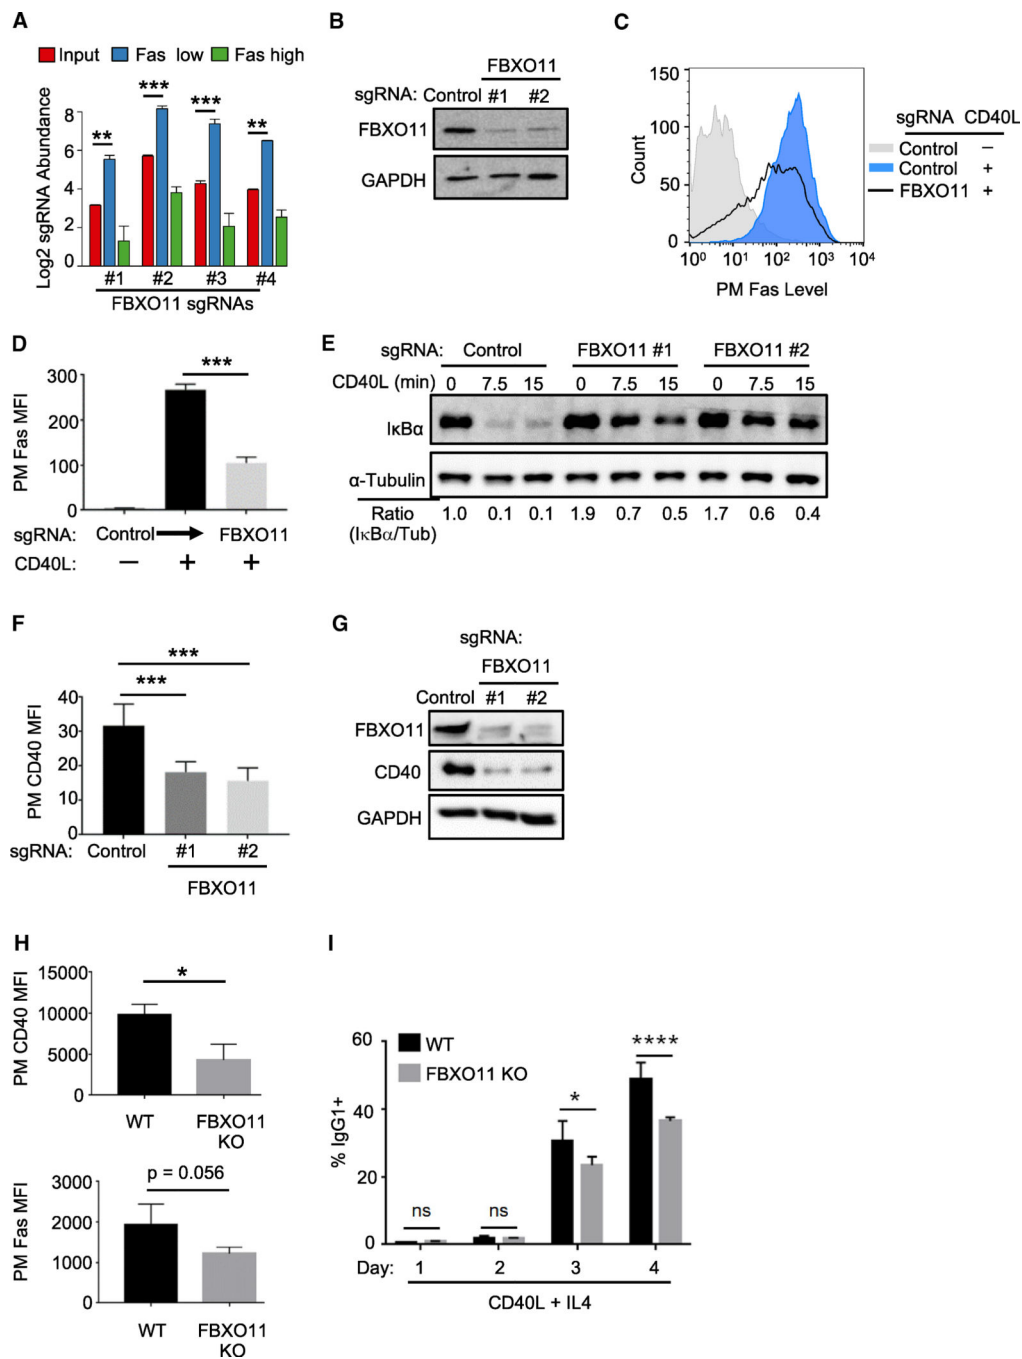 A
Input Fas low Fas high
** *** *** **
Log2 sgRNA Abundance
8
6
4
2
0
#1 #2 #3 #4
FBXO11 sgRNAs
B
FBXO11
sgRNA: Control #1 #2
FBXO11
GAPDH
C
150
100
50
0
Count
10⁰ 10¹ 10² 10³ 10⁴
PM Fas Level
sgRNA CD40L
Control −
Control +
FBXO11 +
D
***
PM Fas MFI
300
200
100
0
sgRNA: Control FBXO11
CD40L: − + +
E
sgRNA: Control FBXO11 #1 FBXO11 #2
CD40L (min) 0 7.5 15 0 7.5 15 0 7.5 15
IκBα
α-Tubulin
Ratio 1.0 0.1 0.1 1.9 0.7 0.5 1.7 0.6 0.4
(IκBα/Tub)
F
***
***
PM CD40 MFI
40
30
20
10
0
sgRNA: Control #1 #2
FBXO11
G
sgRNA:
FBXO11
Control #1 #2
FBXO11
CD40
GAPDH
H
*
PM CD40 MFI
15000
10000
5000
0
WT FBXO11
KO
p = 0.056
PM Fas MFI
3000
2000
1000
0
WT FBXO11
KO
I
WT
FBXO11 KO
% IgG1+
60
40
20
0
ns ns * ****
Day: 1 2 3 4
CD40L + IL4